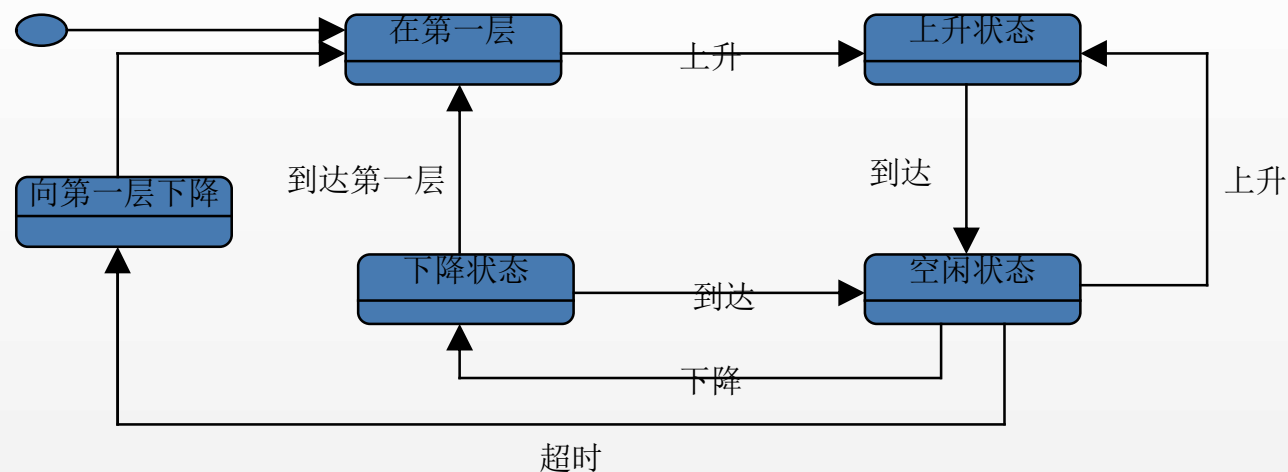 在第一层
上升状态
上升
向第一层下降
到达第一层
到达
上升
下降状态
空闲状态
到达
下降
超时